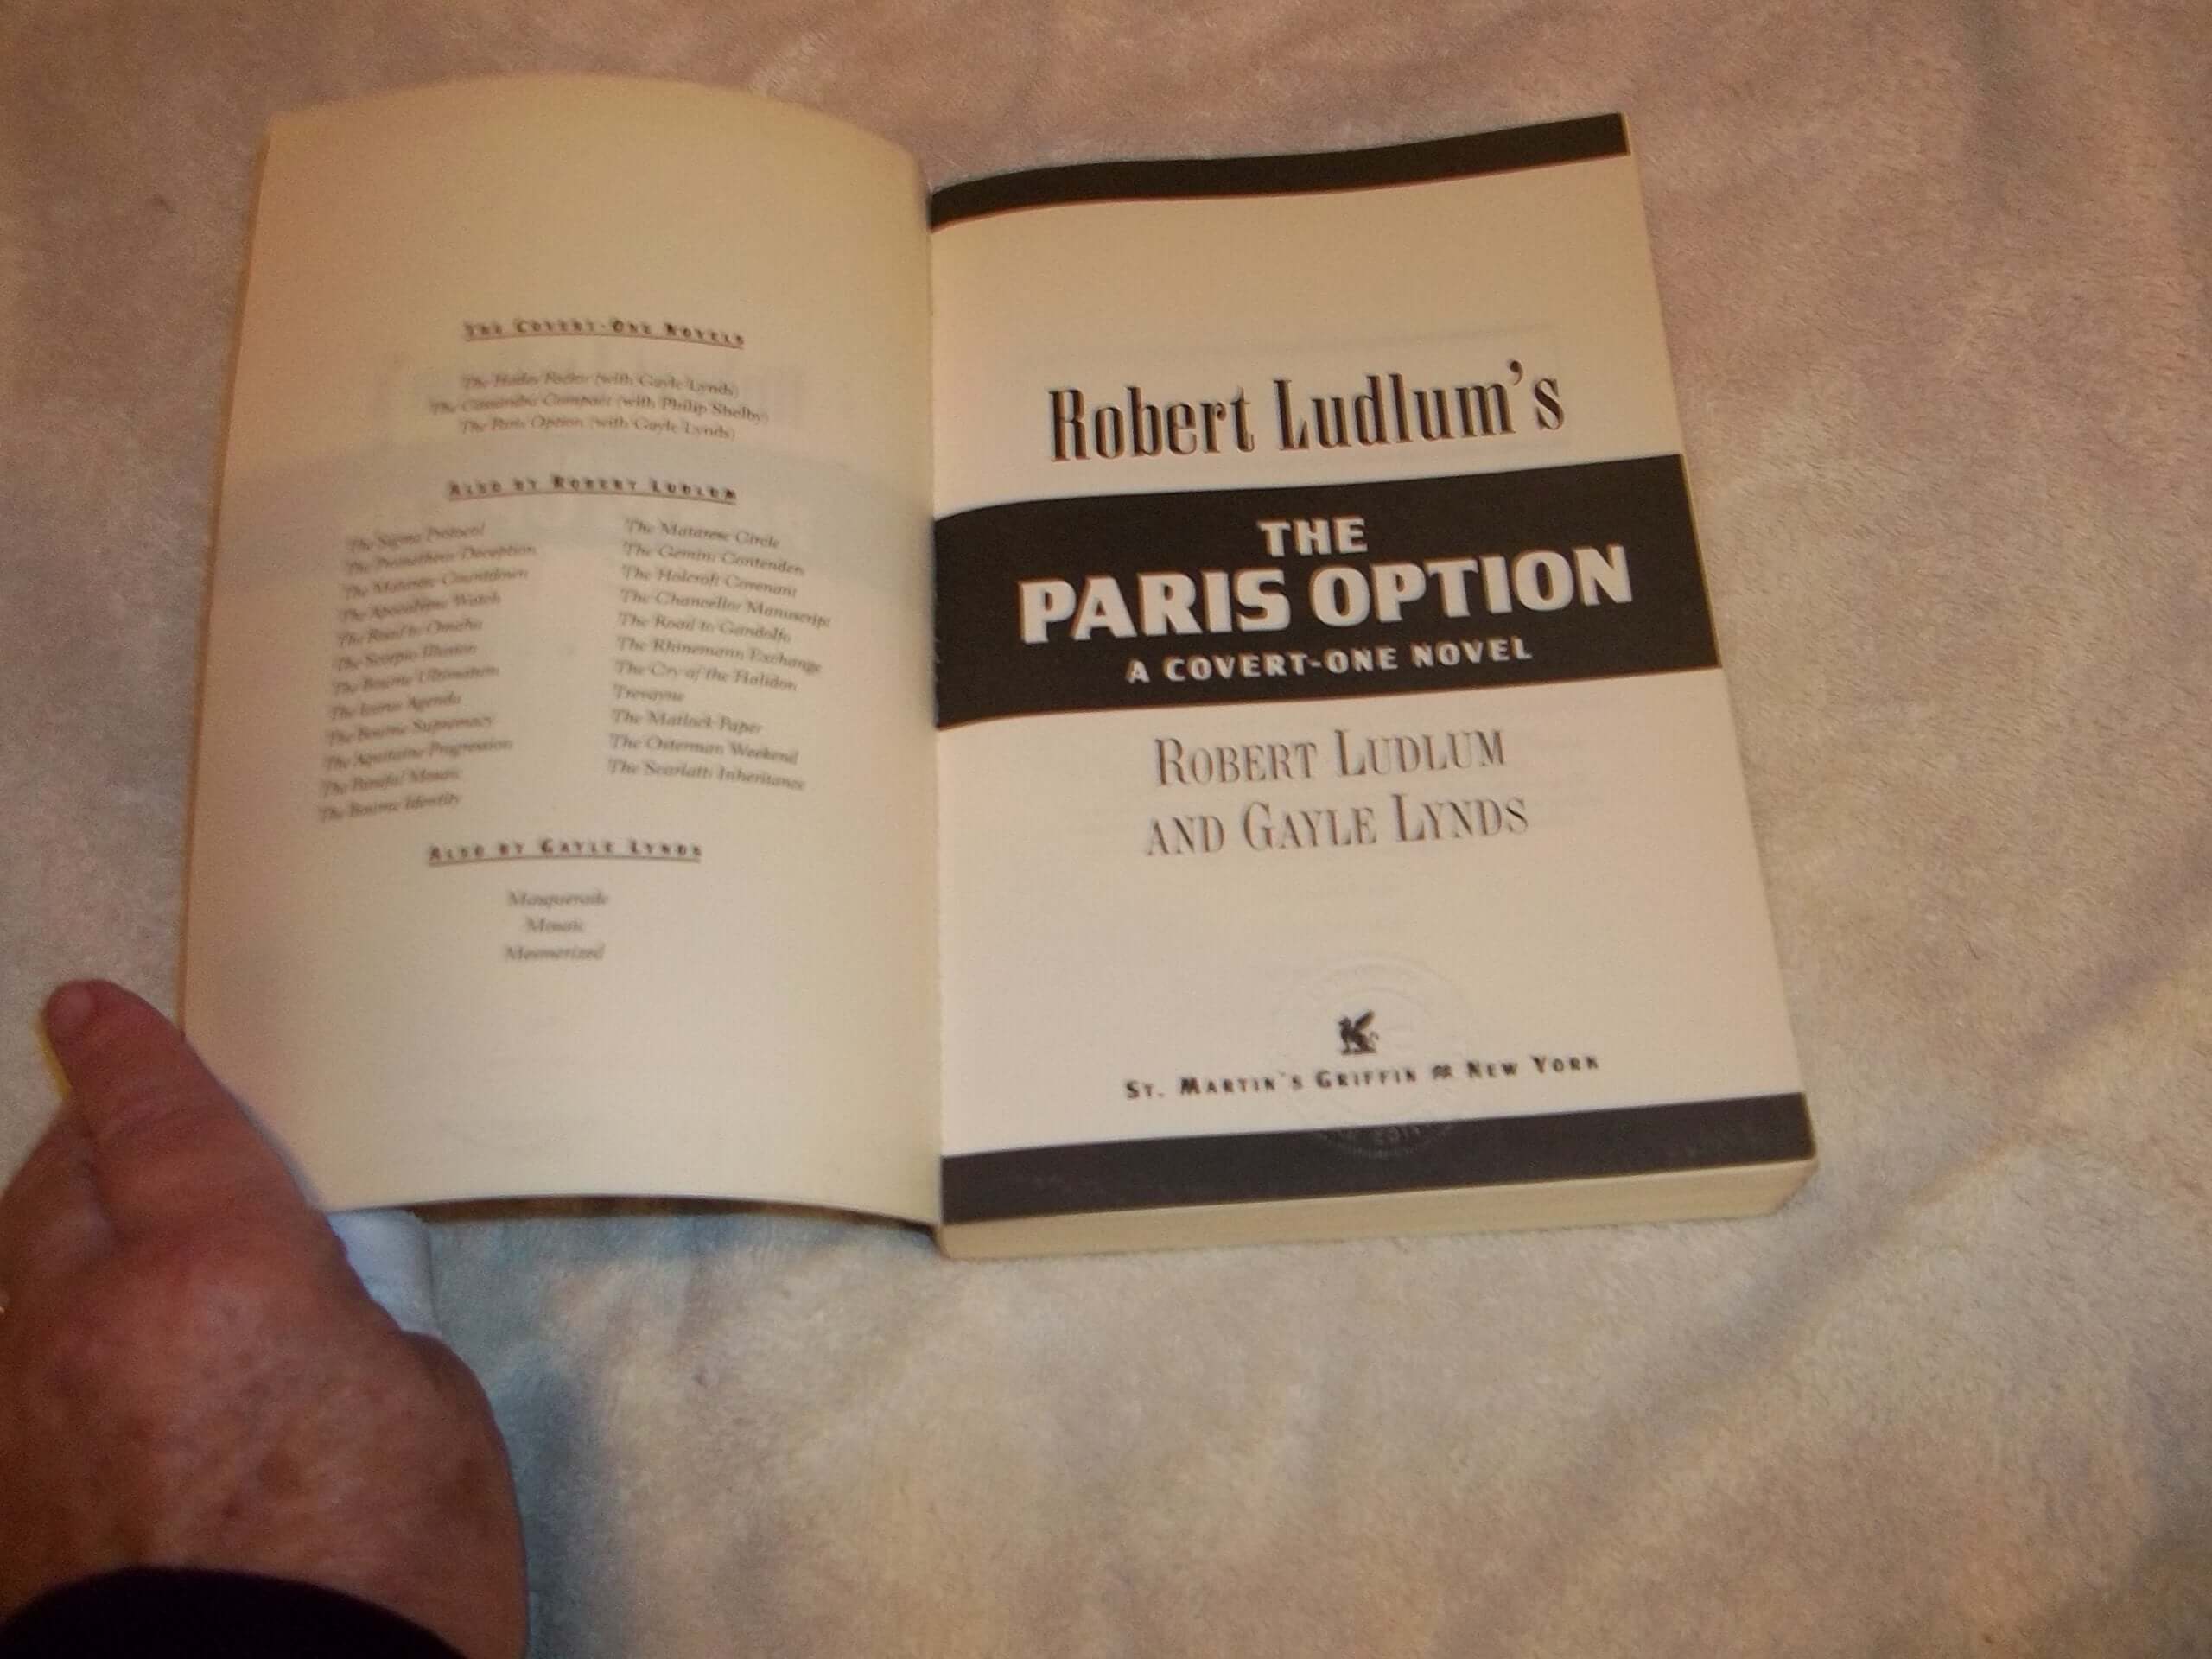 THE COVERT-ONE NOVELS
The Hades Factor (with Gayle Lynds)
The Cassandra Compact (with Philip Shelby)
The Paris Option (with Gayle Lynds)
ALSO BY ROBERT LUDLUM
The Sigma Protocol
The Prometheus Deception
The Matarese Countdown
The Apocalypse Watch
The Road to Omaha
The Scorpio Illusion
The Bourne Ultimatum
The Icarus Agenda
The Bourne Supremacy
The Aquitaine Progression
The Parsifal Mosaic
The Bourne Identity
The Matarese Circle
The Gemini Contenders
The Holcroft Covenant
The Chancellor Manuscript
The Road to Gandolfo
The Rhinemann Exchange
The Cry of the Halidon
Trevayne
The Matlock Paper
The Osterman Weekend
The Scarlatti Inheritance
ALSO BY GAYLE LYNDS
Masquerade
Mosaic
Mesmerized
Robert Ludlum's
THE
PARIS OPTION
A COVERT-ONE NOVEL
ROBERT LUDLUM
AND GAYLE LYNDS
ST. MARTIN'S GRIFFIN NEW YORK